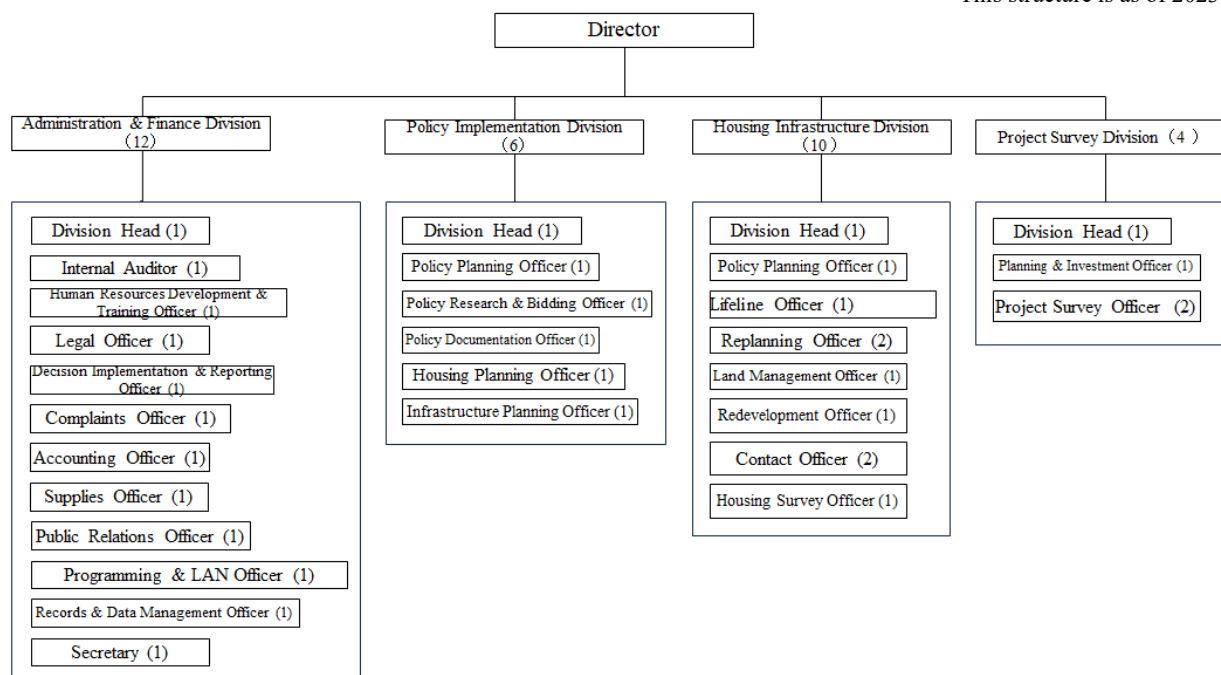 This structure is as of 2023
Director
Administration & Finance Division
（12）
Policy Implementation Division
（6）
Housing Infrastructure Division
（10 ）
Project Survey Division （4 ）
Division Head (1)
Internal Auditor (1)
Human Resources Development &
Training Officer (1)
Legal Officer (1)
Decision Implementation & Reporting
Officer (1)
Complaints Officer (1)
Accounting Officer (1)
Supplies Officer (1)
Public Relations Officer (1)
Programming & LAN Officer (1)
Records & Data Management Officer (1)
Secretary (1)
Division Head (1)
Policy Planning Officer (1)
Policy Research & Bidding Officer (1)
Policy Documentation Officer (1)
Housing Planning Officer (1)
Infrastructure Planning Officer (1)
Division Head (1)
Policy Planning Officer (1)
Lifeline Officer (1)
Replanning Officer (2)
Land Management Officer (1)
Redevelopment Officer (1)
Contact Officer (2)
Housing Survey Officer (1)
Division Head (1)
Planning & Investment Officer (1)
Project Survey Officer (2)